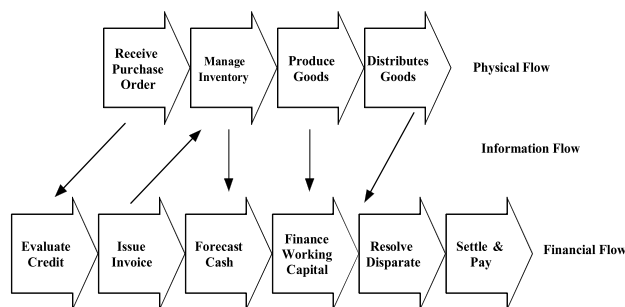 Receive
Purchase
Order
Manage
Inventory
Produce
Goods
Distributes
Goods
Physical Flow
Information Flow
Evaluate
Credit
Issue
Invoice
Forecast
Cash
Finance
Working
Capital
Resolve
Disparate
Settle &
Pay
Financial Flow